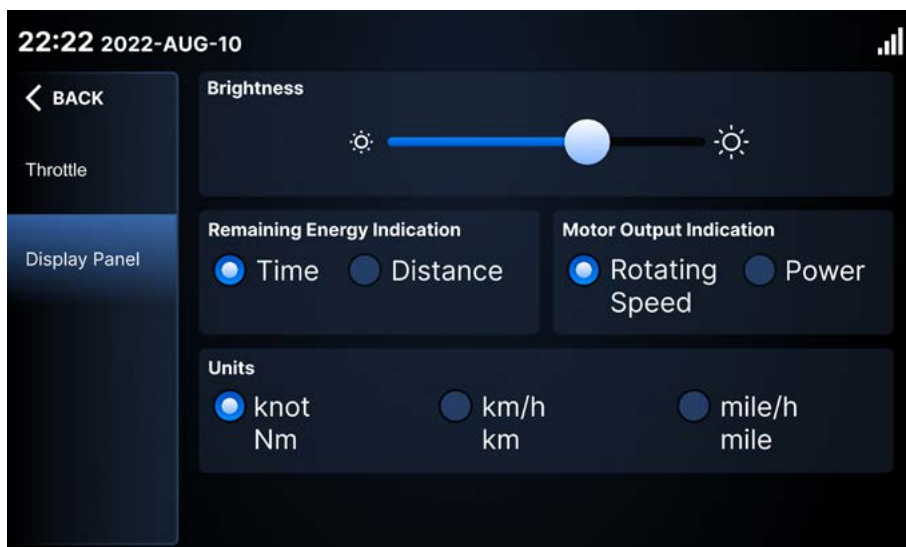 22:22 2022-AUG-10
BACK
Throttle
Display Panel
Brightness
Remaining Energy Indication
Time Distance
Motor Output Indication
Rotating Power
Speed
Units
knot km/h mile/h
Nm km mile